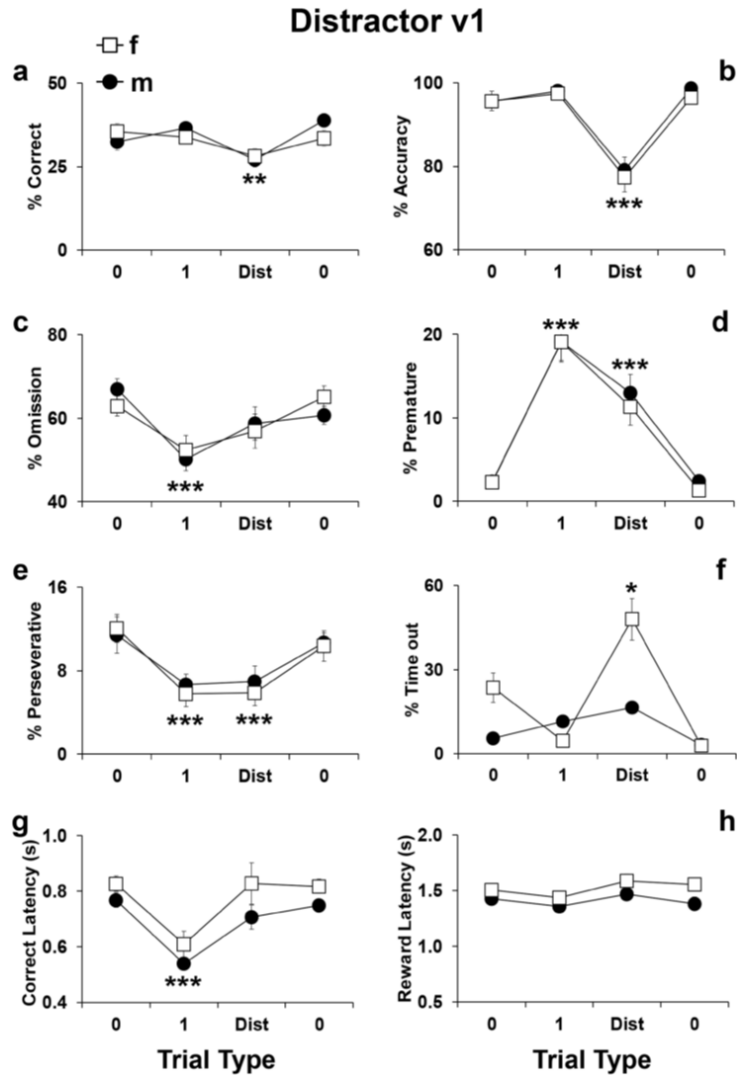 Distractor v1
f
m
a
% Correct
50
25
0
**
0 1 Dist 0
b
% Accuracy
100
80
60
***
0 1 Dist 0
c
% Omission
80
60
40
***
0 1 Dist 0
d
% Premature
20
10
0
***
***
0 1 Dist 0
e
% Perseverative
16
8
0
*** ***
0 1 Dist 0
f
% Time out
60
30
0
*
0 1 Dist 0
g
Correct Latency (s)
1.0
0.8
0.6
0.4
***
0 1 Dist 0
Trial Type
h
Reward Latency (s)
2.0
1.5
1.0
0.5
0 1 Dist 0
Trial Type